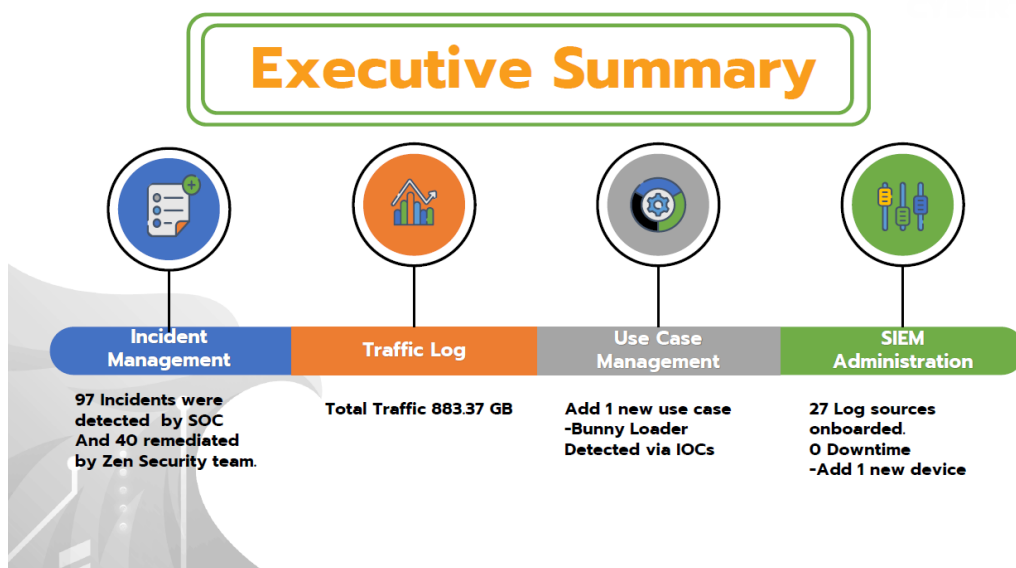 Executive Summary
Incident
Management
Traffic Log
Use Case
Management
SIEM
Administration
97 Incidents were
detected by SOC
And 40 remediated
by Zen Security team.
Total Traffic 883.37 GB
Add 1 new use case
-Bunny Loader
Detected via IOCs
27 Log sources
onboarded.
0 Downtime
-Add 1 new device